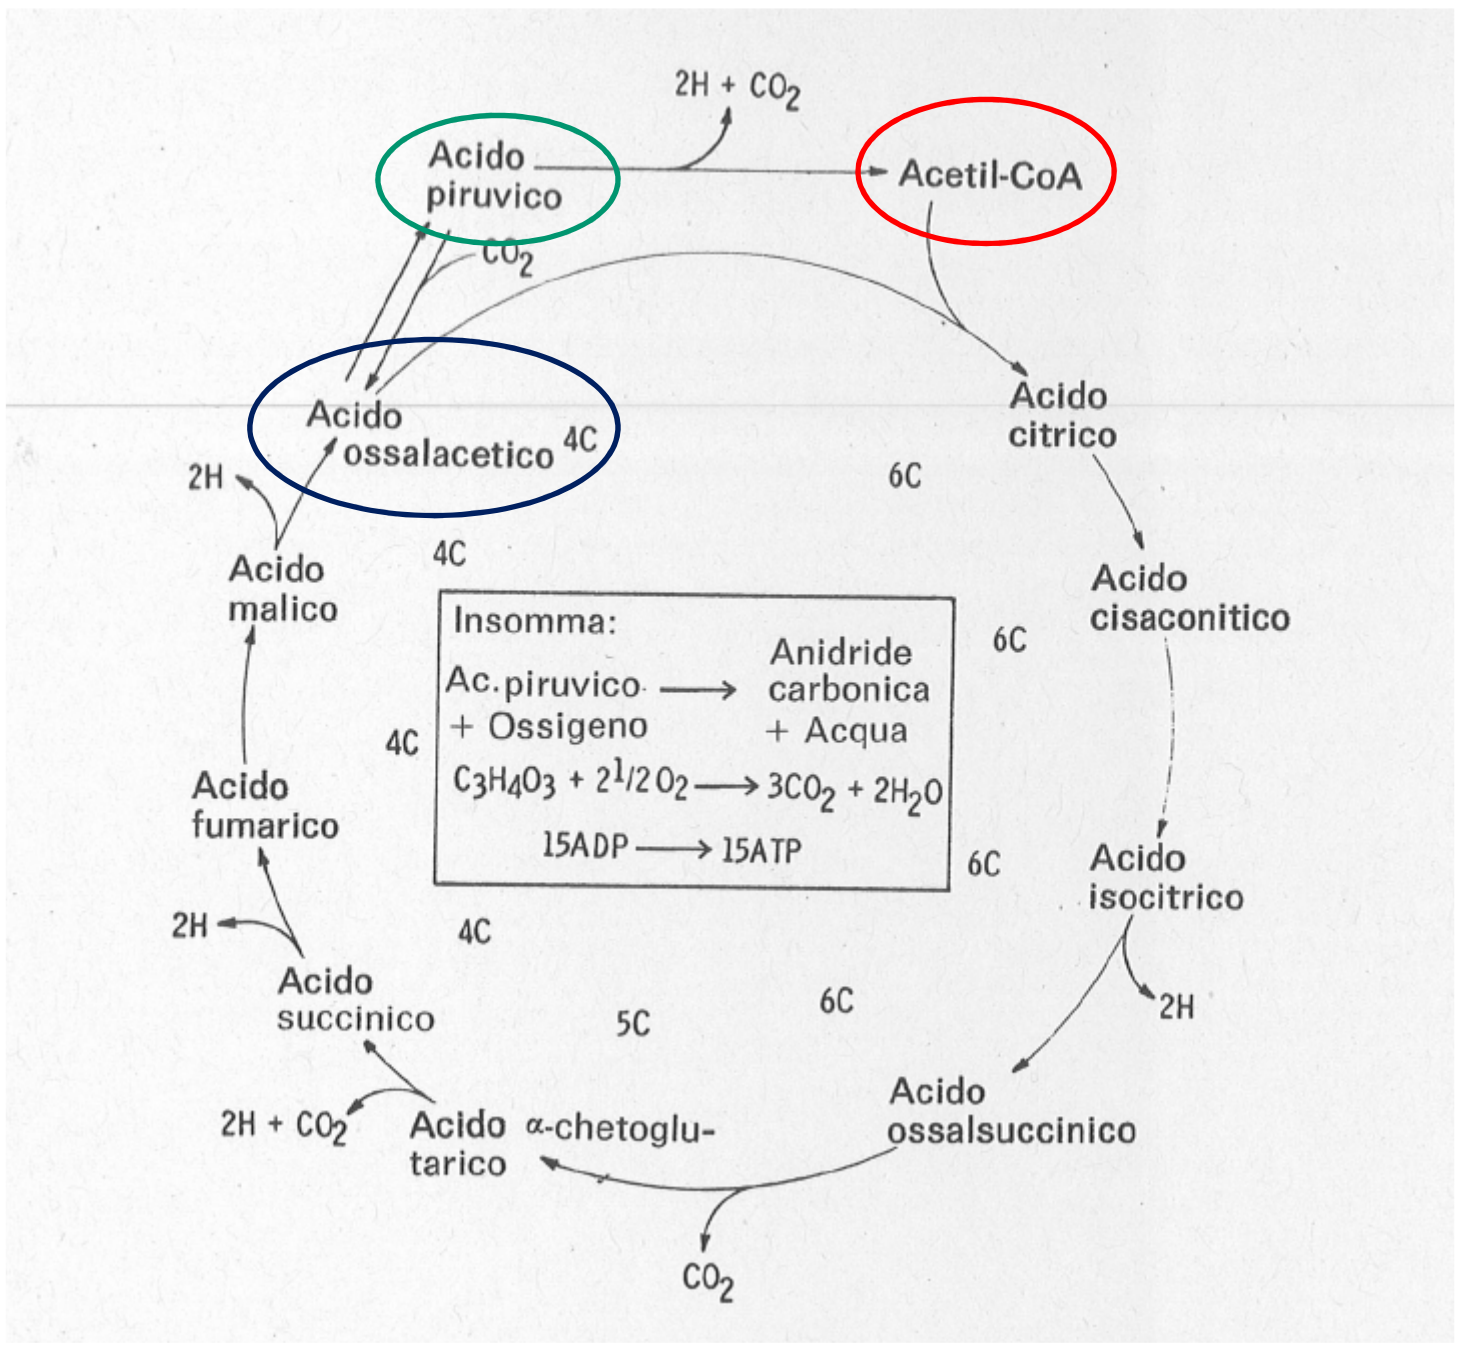 2H + CO2
Acido
piruvico
Acetil-CoA
CO2
Acido
ossalacetico
4C
Acido
citrico
6C
2H
4C
Acido
malico
Acido
cisaconitico
6C
Insomma:
Ac. piruvico → Anidride
carbonica
+ Ossigeno
+ Acqua
C3H4O3 + 2 1/2 O2 → 3CO2 + 2H2O
15ADP → 15ATP
4C
Acido
fumarico
6C
Acido
isocitrico
2H
4C
Acido
succinico
5C
6C
2H
Acido
ossalsuccinico
2H + CO2
Acido α-chetoglu-
tarico
CO2